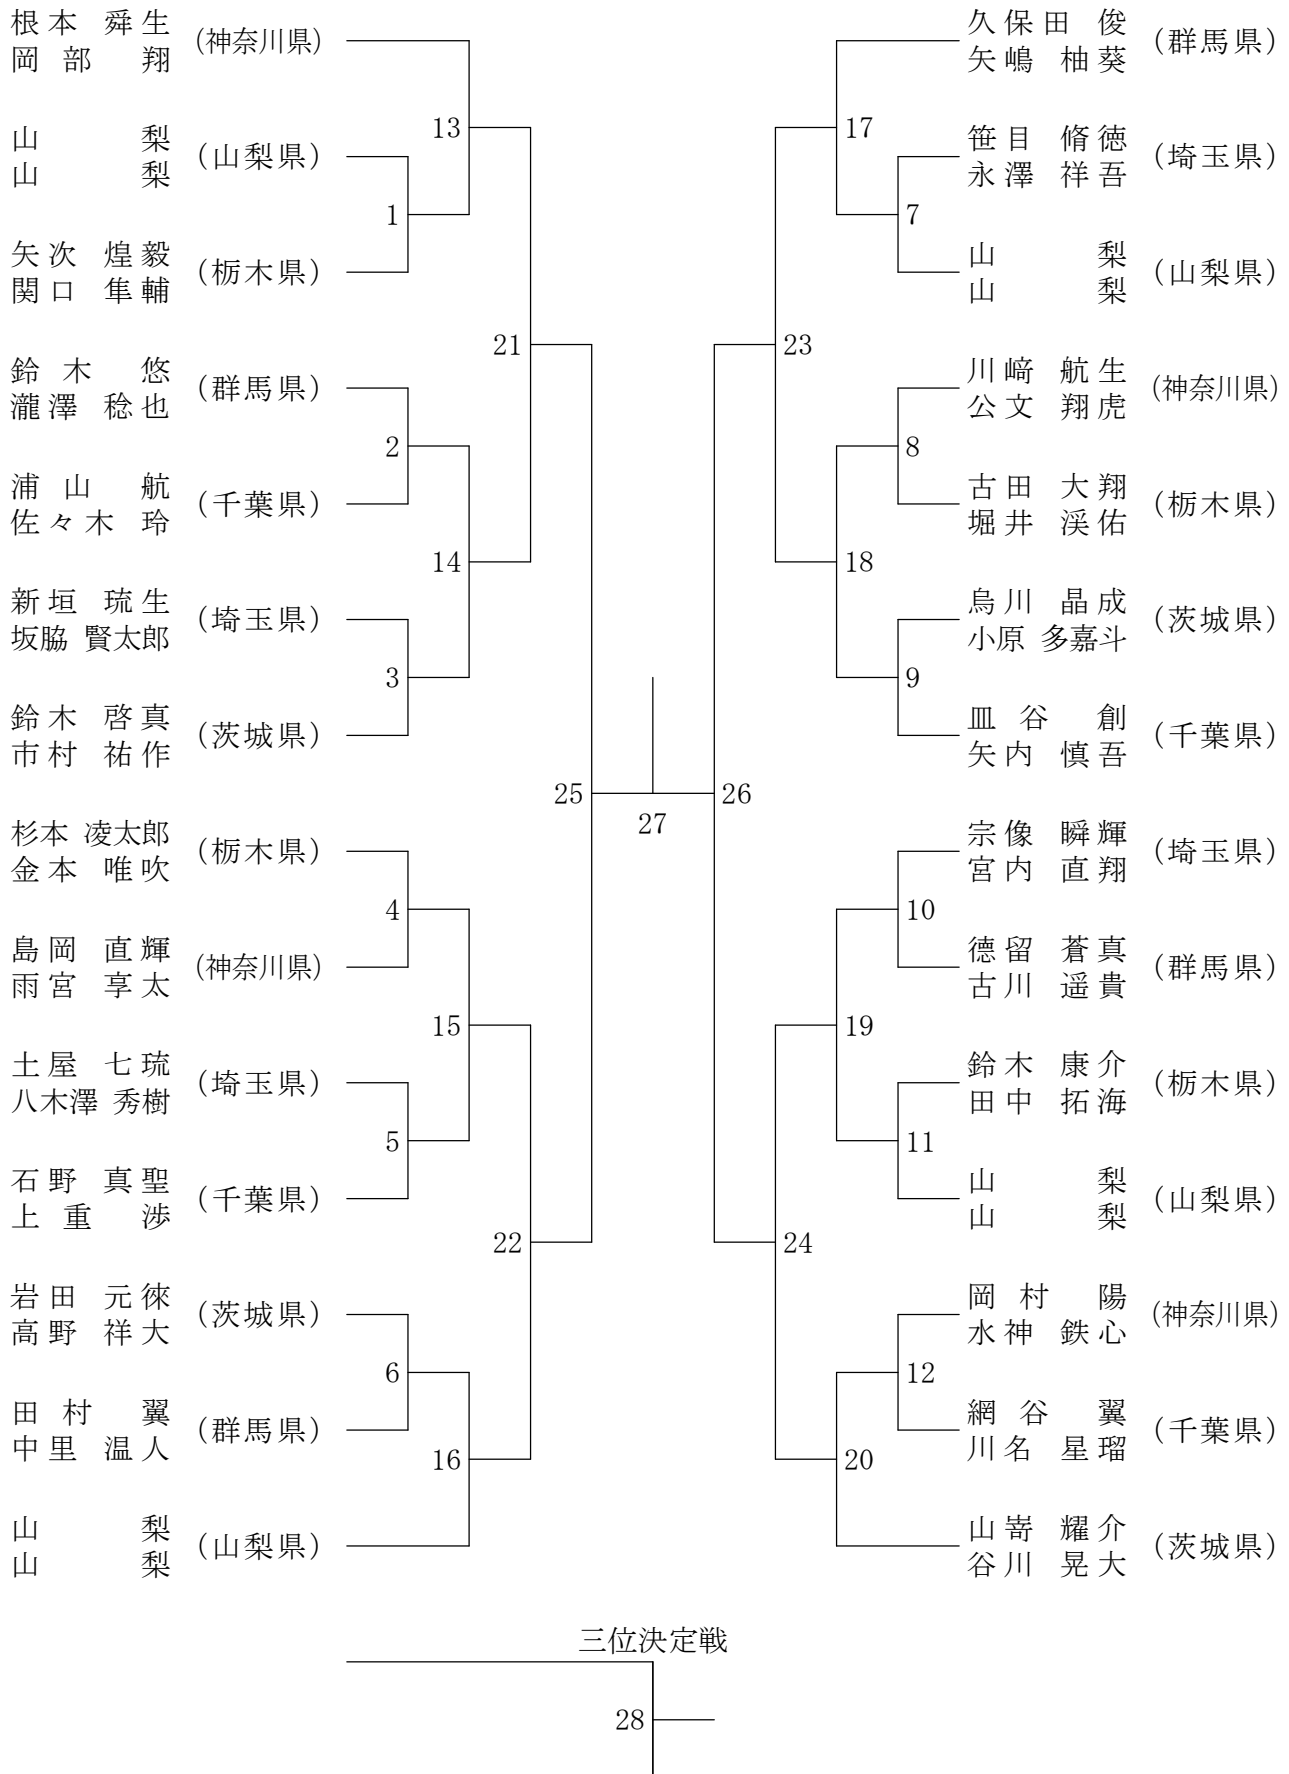 根本 舜生
岡部 翔
(神奈川県)
山 梨
山 梨
(山梨県)
矢次 煌毅
関口 隼輔
(栃木県)
鈴木 悠
瀧澤 稔也
(群馬県)
浦山 航
佐々木 玲
(千葉県)
新垣 琉生
坂脇 賢太郎
(埼玉県)
鈴木 啓真
市村 祐作
(茨城県)
杉本 凌太郎
金本 唯吹
(栃木県)
島岡 直輝
雨宮 享太
(神奈川県)
土屋 七琉
八木澤 秀樹
(埼玉県)
石野 真聖
上重 渉
(千葉県)
岩田 元徠
高野 祥大
(茨城県)
田村 翼
中里 温人
(群馬県)
山 梨
山 梨
(山梨県)
1
2
3
4
5
6
13
14
15
16
21
22
25
27
26
23
24
17
18
19
20
7
8
9
10
11
12
久保田 俊
矢嶋 柚葵
(群馬県)
笹目 脩徳
永澤 祥吾
(埼玉県)
山 梨
山 梨
(山梨県)
川﨑 航生
公文 翔虎
(神奈川県)
古田 大翔
堀井 渓佑
(栃木県)
烏川 晶成
小原 多嘉斗
(茨城県)
皿谷 創
矢内 慎吾
(千葉県)
宗像 瞬輝
宮内 直翔
(埼玉県)
德留 蒼真
古川 遥貴
(群馬県)
鈴木 康介
田中 拓海
(栃木県)
山 梨
山 梨
(山梨県)
岡村 陽
水神 鉄心
(神奈川県)
網谷 翼
川名 星瑠
(千葉県)
山嵜 耀介
谷川 晃大
(茨城県)
三位決定戦
28